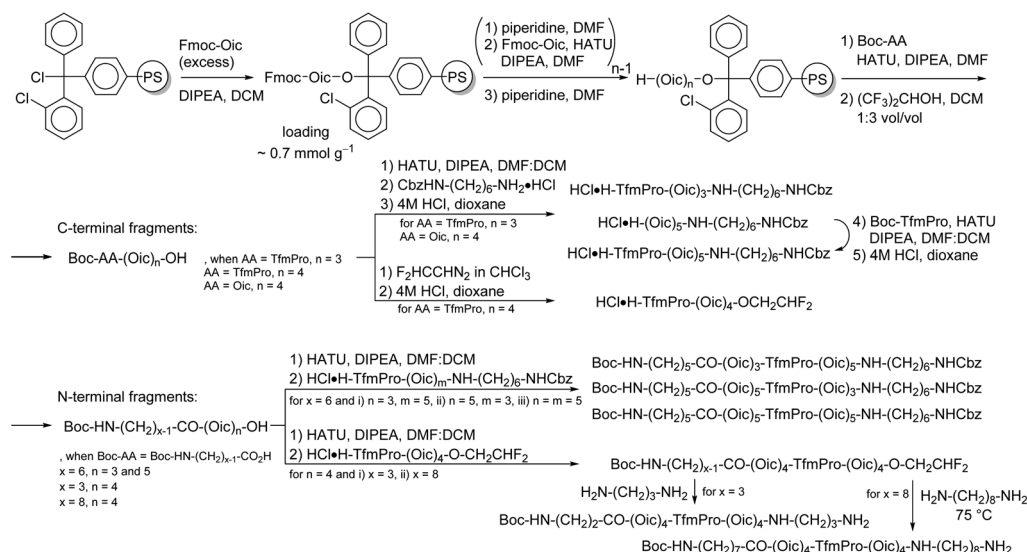 Cl
Cl
PS
Fmoc-Oic
(excess)
DIPEA, DCM
Fmoc-Oic-O
Cl
PS
loading
~ 0.7 mmol g⁻¹
(1) piperidine, DMF
2) Fmoc-Oic, HATU
DIPEA, DMF)n-1
3) piperidine, DMF
H-(Oic)n-O
Cl
PS
1) Boc-AA
HATU, DIPEA, DMF
2) (CF₃)₂CHOH, DCM
1:3 vol/vol
C-terminal fragments:
Boc-AA-(Oic)n-OH
, when AA = TfmPro, n = 3
AA = TfmPro, n = 4
AA = Oic, n = 4
1) HATU, DIPEA, DMF:DCM
2) CbzHN-(CH₂)₆-NH₂•HCl
3) 4M HCl, dioxane
for AA = TfmPro, n = 3
AA = Oic, n = 4
HCl•H-TfmPro-(Oic)₃-NH-(CH₂)₆-NHCbz
HCl•H-(Oic)₅-NH-(CH₂)₆-NHCbz
HCl•H-TfmPro-(Oic)₅-NH-(CH₂)₆-NHCbz
4) Boc-TfmPro, HATU
DIPEA, DMF:DCM
5) 4M HCl, dioxane
1) F₂HCCHN₂ in CHCl₃
2) 4M HCl, dioxane
for AA = TfmPro, n = 4
HCl•H-TfmPro-(Oic)₄-OCH₂CHF₂
N-terminal fragments:
Boc-HN-(CH₂)x-1-CO-(Oic)n-OH
, when Boc-AA = Boc-HN-(CH₂)x-1-CO₂H
x = 6, n = 3 and 5
x = 3, n = 4
x = 8, n = 4
1) HATU, DIPEA, DMF:DCM
2) HCl•H-TfmPro-(Oic)m-NH-(CH₂)₆-NHCbz
for x = 6 and i) n = 3, m = 5, ii) n = 5, m = 3, iii) n = m = 5
Boc-HN-(CH₂)₅-CO-(Oic)₃-TfmPro-(Oic)₅-NH-(CH₂)₆-NHCbz
Boc-HN-(CH₂)₅-CO-(Oic)₅-TfmPro-(Oic)₃-NH-(CH₂)₆-NHCbz
Boc-HN-(CH₂)₅-CO-(Oic)₅-TfmPro-(Oic)₅-NH-(CH₂)₆-NHCbz
1) HATU, DIPEA, DMF:DCM
2) HCl•H-TfmPro-(Oic)₄-O-CH₂CHF₂
for n = 4 and i) x = 3, ii) x = 8
Boc-HN-(CH₂)x-1-CO-(Oic)₄-TfmPro-(Oic)₄-O-CH₂CHF₂
H₂N-(CH₂)₃-NH₂
for x = 3
for x = 8
H₂N-(CH₂)₈-NH₂
75 °C
Boc-HN-(CH₂)₂-CO-(Oic)₄-TfmPro-(Oic)₄-NH-(CH₂)₃-NH₂
Boc-HN-(CH₂)₇-CO-(Oic)₄-TfmPro-(Oic)₄-NH-(CH₂)₈-NH₂